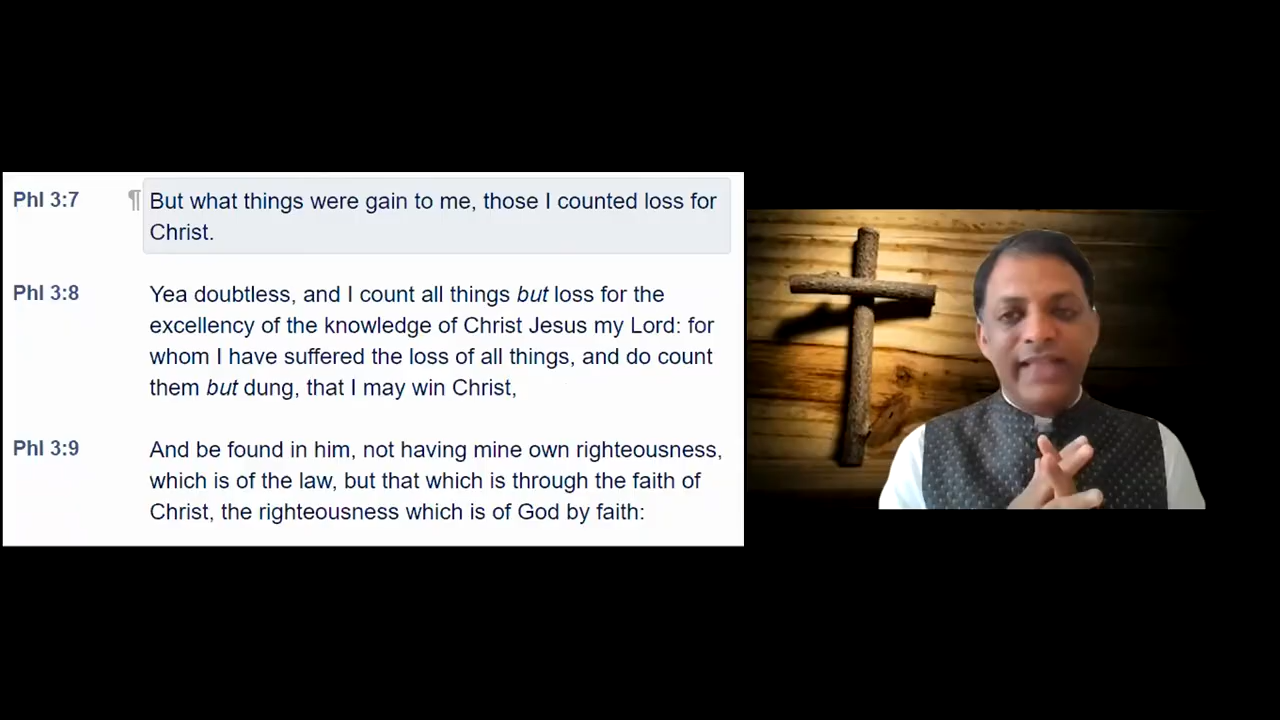 Phl 3:7 ¶ But what things were gain to me, those I counted loss for
Christ.
Phl 3:8 Yea doubtless, and I count all things but loss for the
excellency of the knowledge of Christ Jesus my Lord: for
whom I have suffered the loss of all things, and do count
them but dung, that I may win Christ,
Phl 3:9 And be found in him, not having mine own righteousness,
which is of the law, but that which is through the faith of
Christ, the righteousness which is of God by faith: